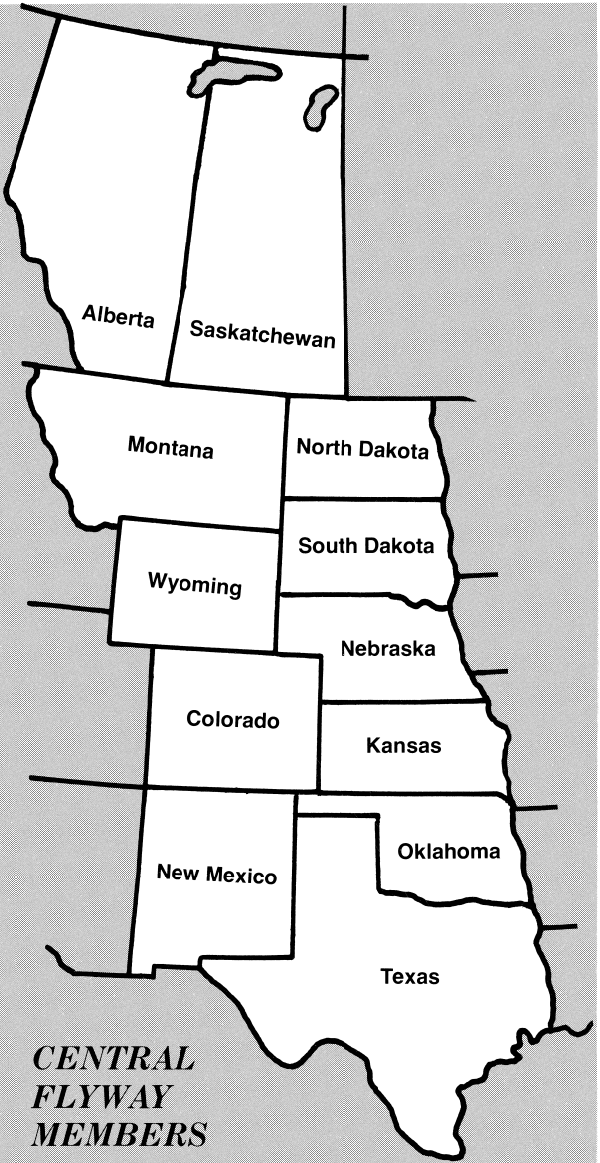 Alberta
Saskatchewan
Montana
North Dakota
South Dakota
Wyoming
Nebraska
Colorado
Kansas
Oklahoma
New Mexico
Texas
CENTRAL
FLYWAY
MEMBERS